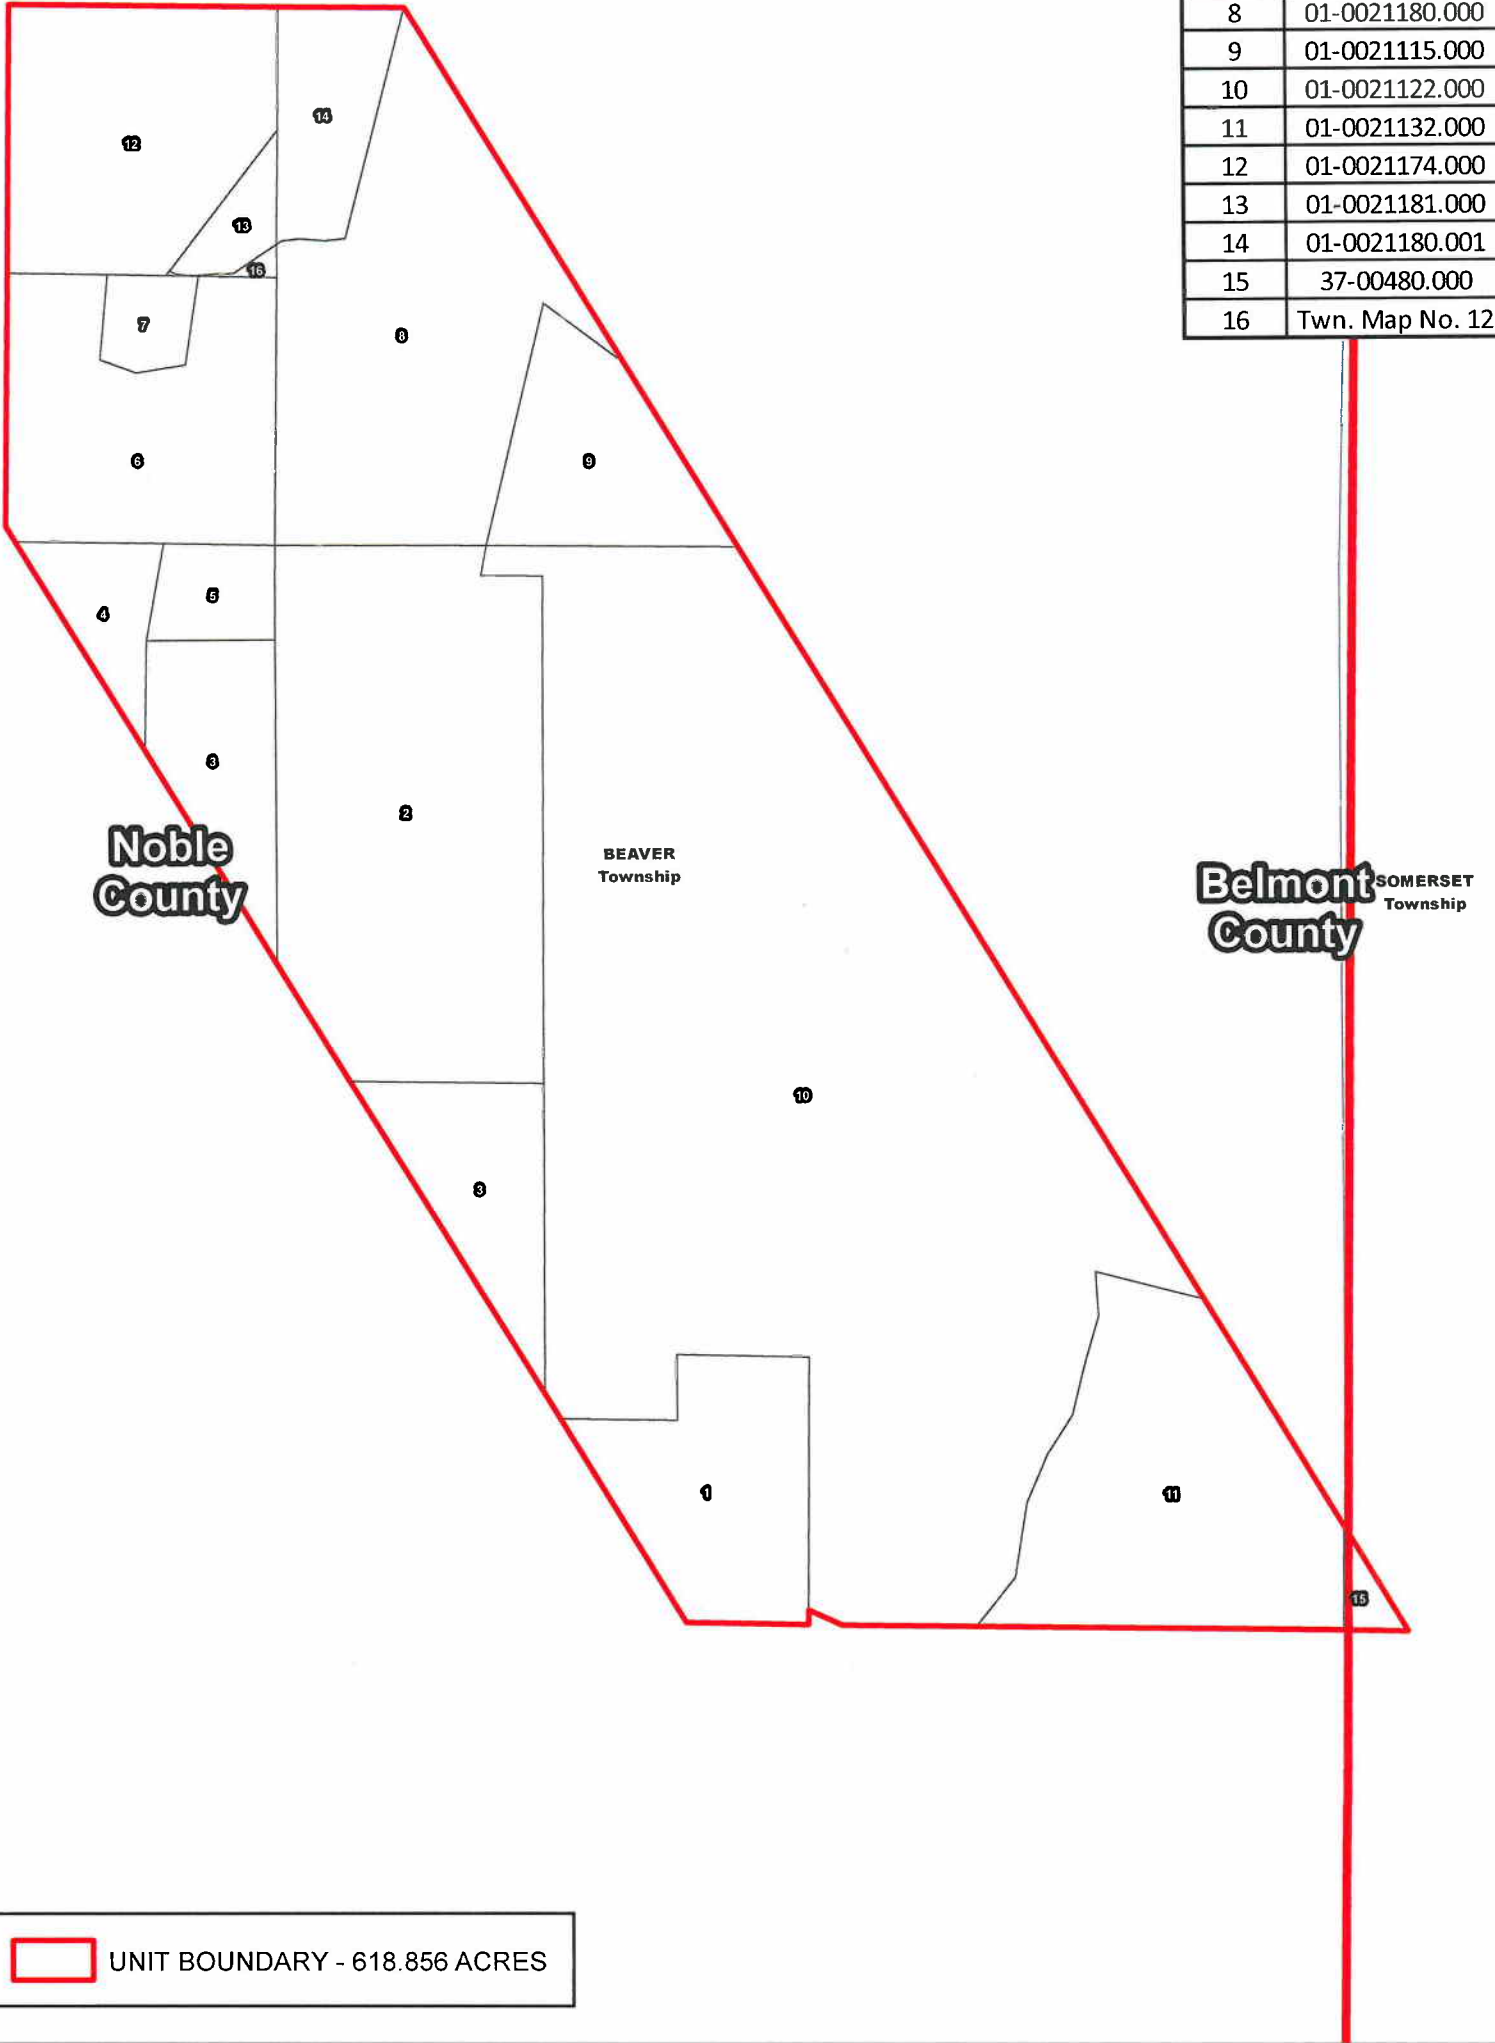 8 01-0021180.000
9 01-0021115.000
10 01-0021122.000
11 01-0021132.000
12 01-0021174.000
13 01-0021181.000
14 01-0021180.001
15 37-00480.000
16 Twn. Map No. 12
14
12
13
16
7
8
6
9
5
4
3
2
Noble
County
BEAVER
Township
Belmont
County
SOMERSET
Township
10
3
1
11
15
UNIT BOUNDARY - 618.856 ACRES